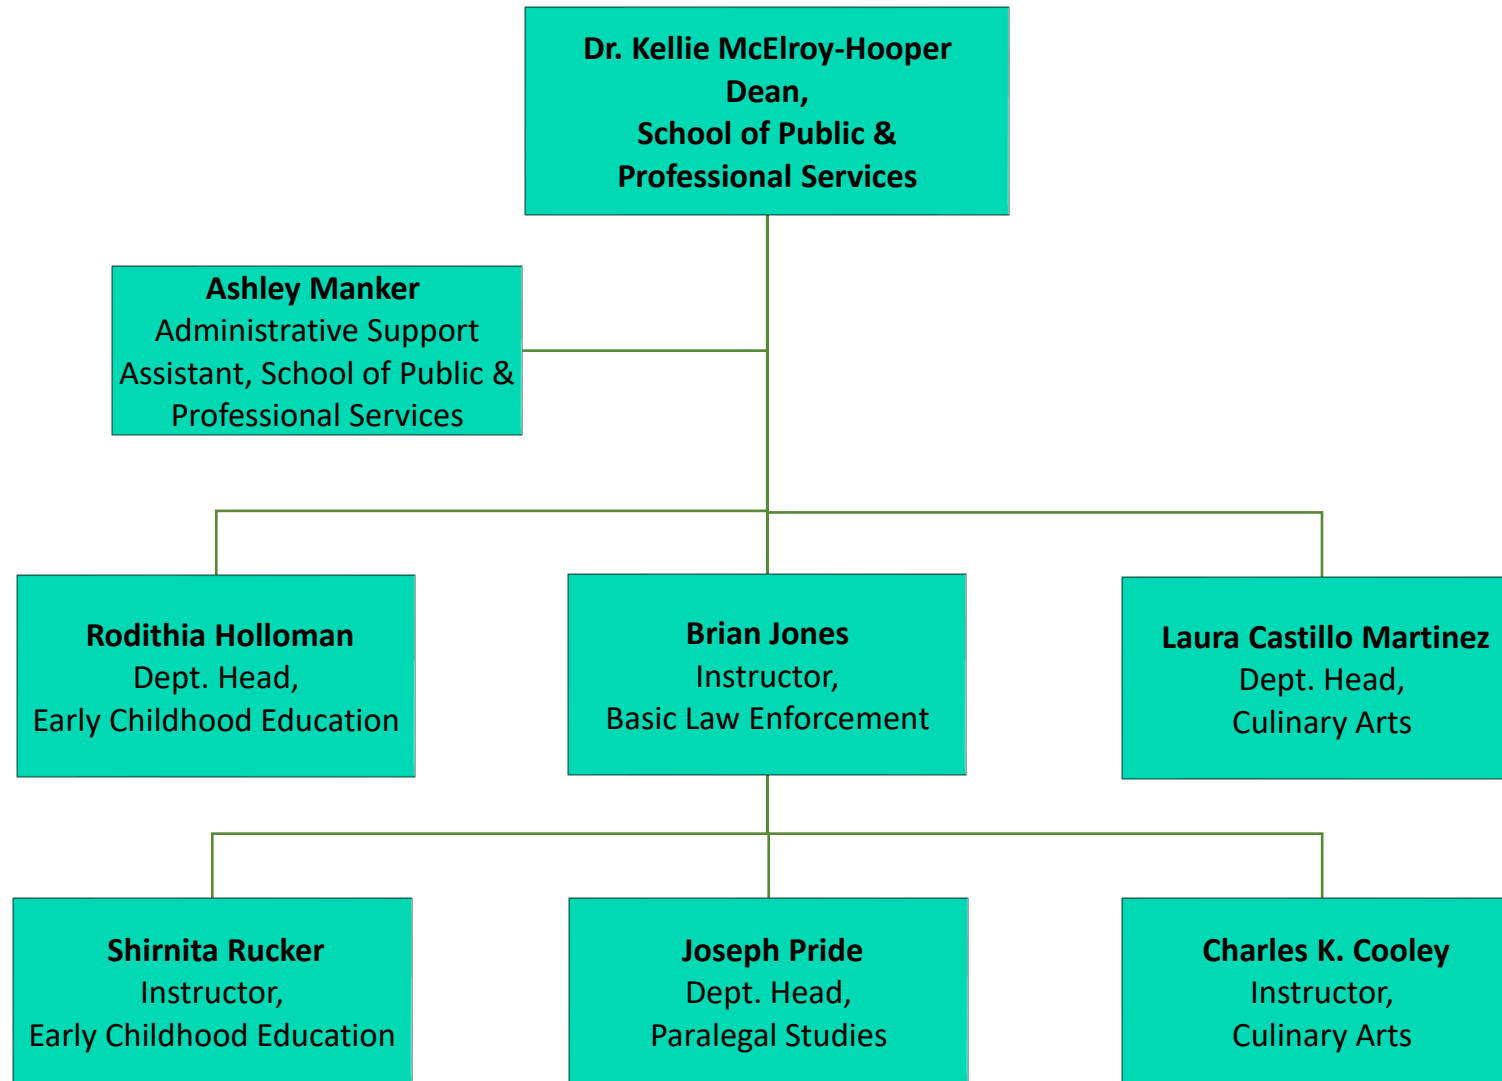 Dr. Kellie McElroy-Hooper
Dean,
School of Public &
Professional Services
Ashley Manker
Administrative Support
Assistant, School of Public &
Professional Services
Rodithia Holloman
Dept. Head,
Early Childhood Education
Brian Jones
Instructor,
Basic Law Enforcement
Laura Castillo Martinez
Dept. Head,
Culinary Arts
Shirnita Rucker
Instructor,
Early Childhood Education
Joseph Pride
Dept. Head,
Paralegal Studies
Charles K. Cooley
Instructor,
Culinary Arts